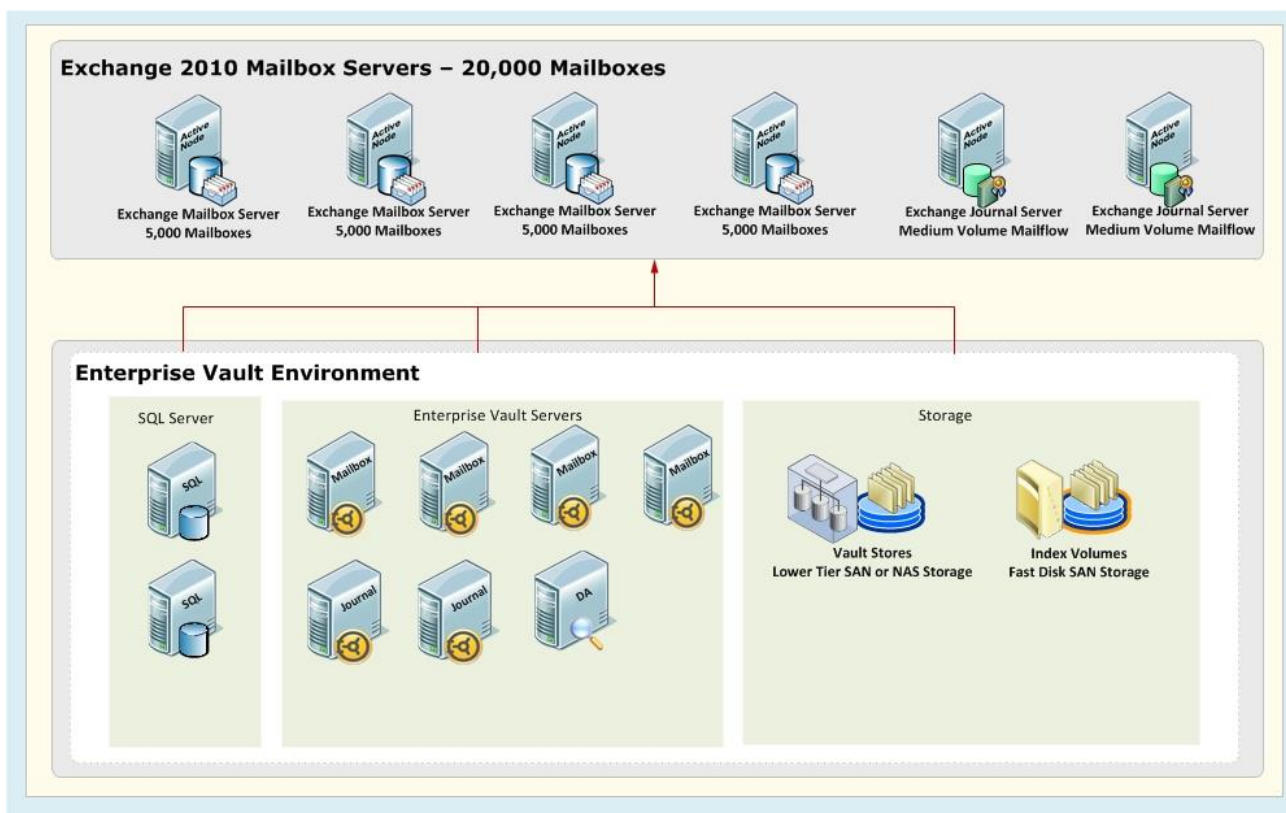 Exchange 2010 Mailbox Servers – 20,000 Mailboxes
Active
Node
Active
Node
Active
Node
Active
Node
Active
Node
Active
Node
Exchange Mailbox Server
5,000 Mailboxes
Exchange Mailbox Server
5,000 Mailboxes
Exchange Mailbox Server
5,000 Mailboxes
Exchange Mailbox Server
5,000 Mailboxes
Exchange Journal Server
Medium Volume Mailflow
Exchange Journal Server
Medium Volume Mailflow
Enterprise Vault Environment
SQL Server
SQL
SQL
Enterprise Vault Servers
Mailbox
Mailbox
Mailbox
Mailbox
Journal
Journal
DA
Storage
Vault Stores
Lower Tier SAN or NAS Storage
Index Volumes
Fast Disk SAN Storage